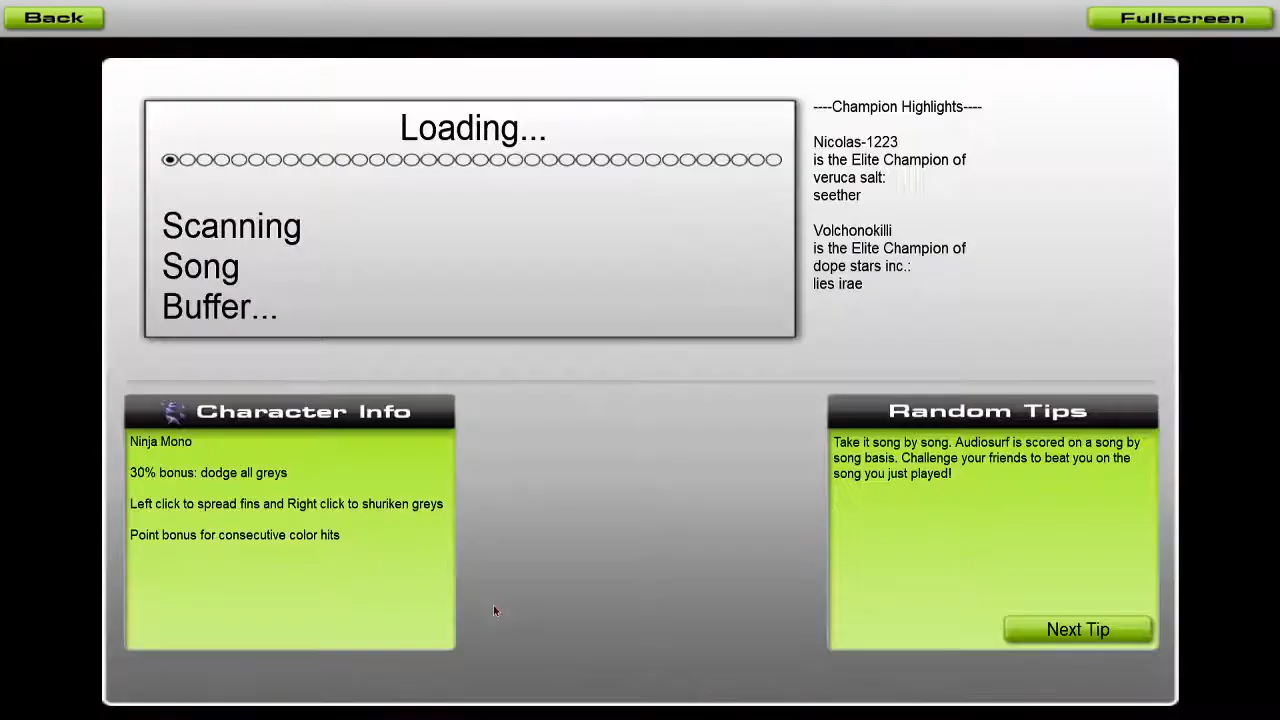 Back
Fullscreen
Loading...
Scanning
Song
Buffer...
----Champion Highlights----
Nicolas-1223
is the Elite Champion of
veruca salt:
seether
Volchonokilli
is the Elite Champion of
dope stars inc.:
lies irae
Character Info
Ninja Mono
30% bonus: dodge all greys
Left click to spread fins and Right click to shuriken greys
Point bonus for consecutive color hits
Random Tips
Take it song by song. Audiosurf is scored on a song by
song basis. Challenge your friends to beat you on the
song you just played!
Next Tip